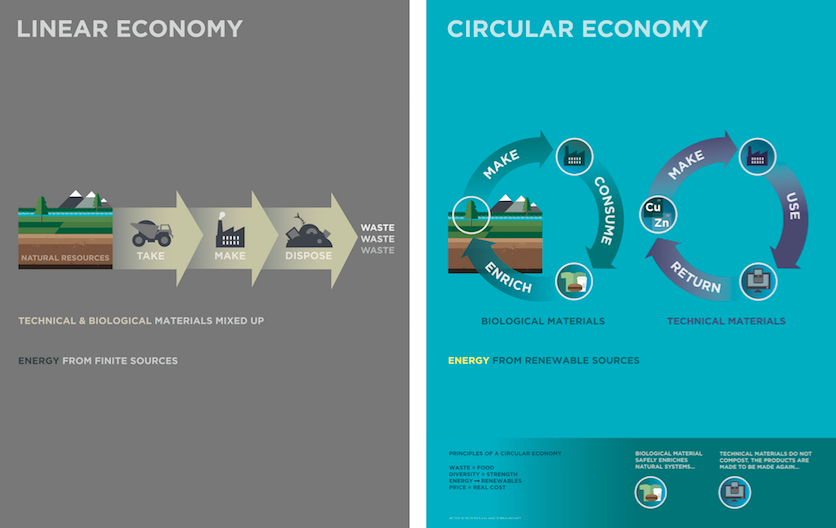 LINEAR ECONOMY
NATURAL RESOURCES
TAKE
MAKE
DISPOSE
WASTE
WASTE
WASTE
TECHNICAL & BIOLOGICAL MATERIALS MIXED UP
ENERGY FROM FINITE SOURCES
CIRCULAR ECONOMY
MAKE
CONSUME
ENRICH
BIOLOGICAL MATERIALS
MAKE
USE
RETURN
Cu
Zn
TECHNICAL MATERIALS
ENERGY FROM RENEWABLE SOURCES
PRINCIPLES OF A CIRCULAR ECONOMY
WASTE = FOOD
DIVERSITY = STRENGTH
ENERGY → RENEWABLES
PRICE = REAL COST
BIOLOGICAL MATERIAL
SAFELY ENRICHES
NATURAL SYSTEMS...
TECHNICAL MATERIALS DO NOT
COMPOST. THE PRODUCTS ARE
MADE TO BE MADE AGAIN...